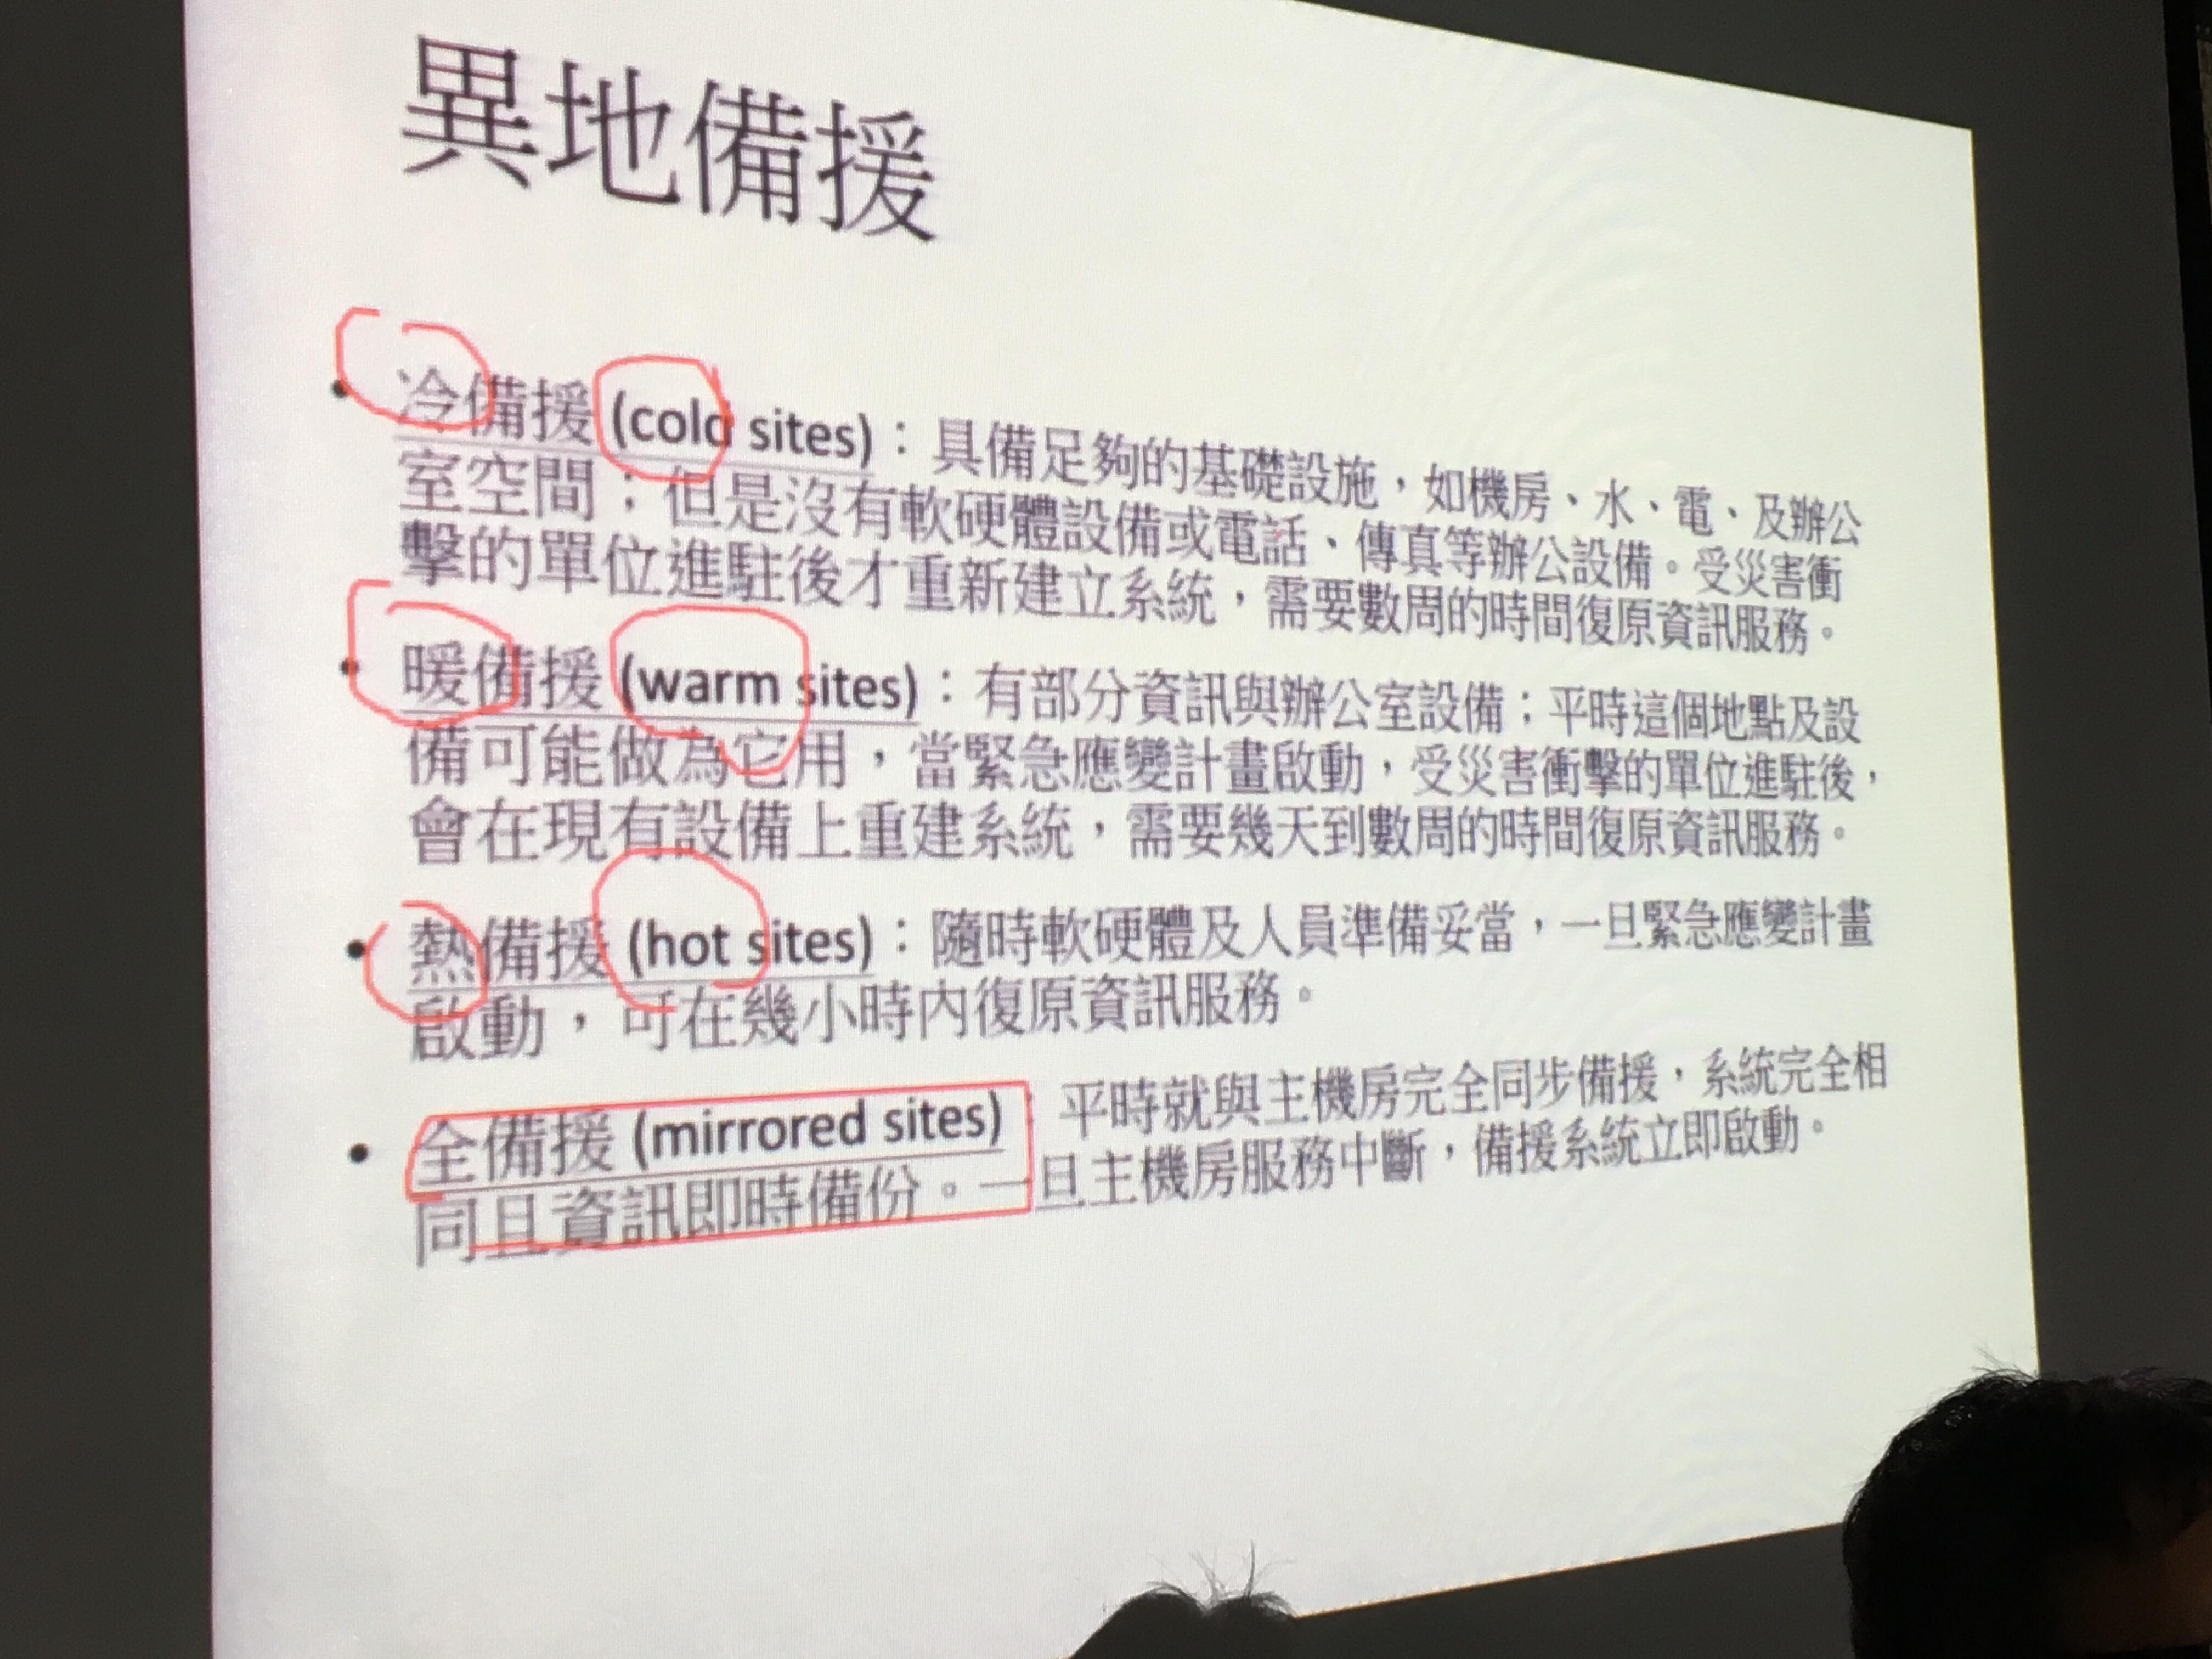 異地備援
• 冷備援 (cold sites)：具備足夠的基礎設施，如機房、水、電、及辦公
室空間；但是沒有軟硬體設備或電話、傳真等辦公設備。受災害衝
擊的單位進駐後才重新建立系統，需要數周的時間復原資訊服務。
• 暖備援 (warm sites)：有部分資訊與辦公室設備；平時這個地點及設
備可能做為它用，當緊急應變計畫啟動，受災害衝擊的單位進駐後，
會在現有設備上重建系統，需要幾天到數周的時間復原資訊服務。
• 熱備援 (hot sites)：隨時軟硬體及人員準備妥當，一旦緊急應變計畫
啟動，可在幾小時內復原資訊服務。
• 全備援 (mirrored sites)：平時就與主機房完全同步備援，系統完全相
同且資訊即時備份。一旦主機房服務中斷，備援系統立即啟動。